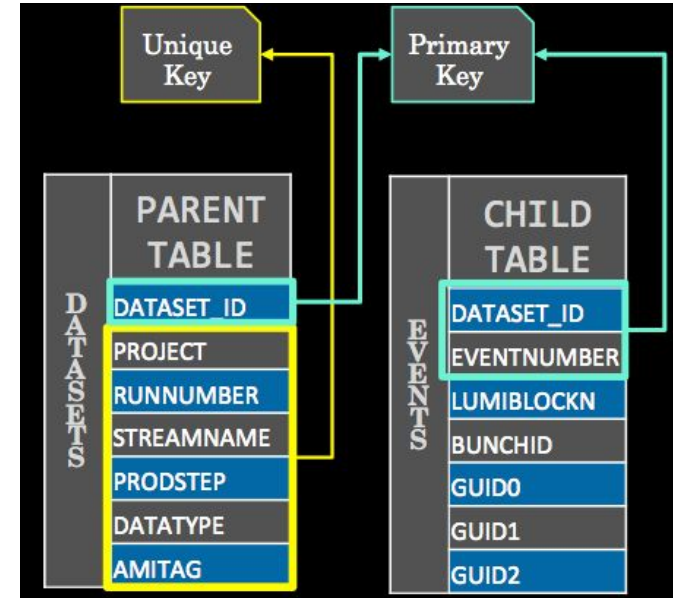 Unique
Key
Primary
Key
DATASETS
PARENT
TABLE
DATASET_ID
PROJECT
RUNNUMBER
STREAMNAME
PRODSTEP
DATATYPE
AMITAG
EVENTS
CHILD
TABLE
DATASET_ID
EVENTNUMBER
LUMIBLOCKN
BUNCHID
GUID0
GUID1
GUID2